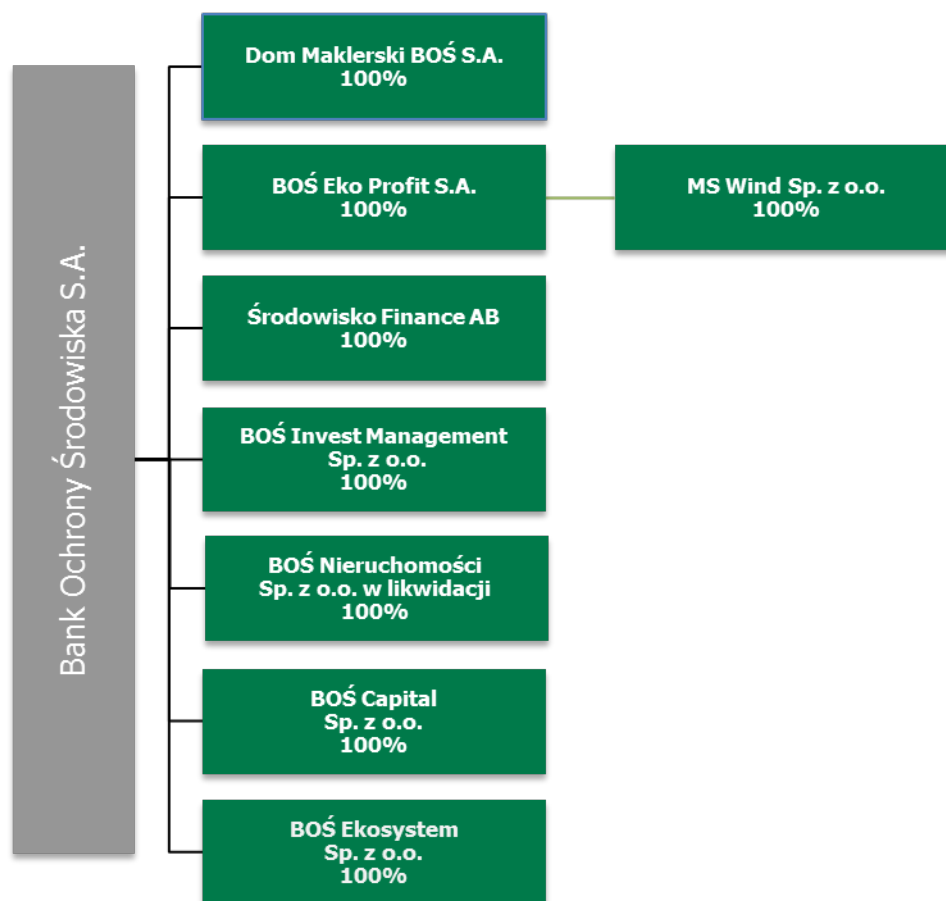 Bank Ochrony Środowiska S.A.
Dom Maklerski BOŚ S.A.
100%
BOŚ Eko Profit S.A.
100%
MS Wind Sp. z o.o.
100%
Środowisko Finance AB
100%
BOŚ Invest Management
Sp. z o.o.
100%
BOŚ Nieruchomości
Sp. z o.o. w likwidacji
100%
BOŚ Capital
Sp. z o.o.
100%
BOŚ Ekosystem
Sp. z o.o.
100%